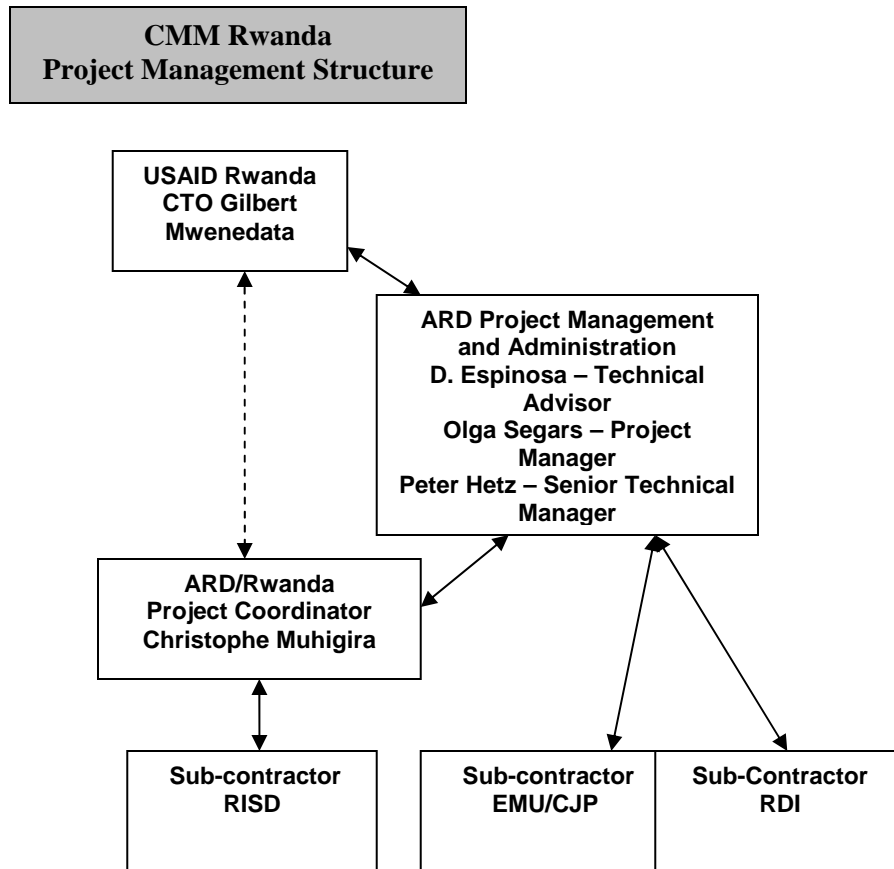 CMM Rwanda
Project Management Structure
USAID Rwanda
CTO Gilbert
Mwenedata
ARD Project Management
and Administration
D. Espinosa – Technical
Advisor
Olga Segars – Project
Manager
Peter Hetz – Senior Technical
Manager
ARD/Rwanda
Project Coordinator
Christophe Muhigira
Sub-contractor
RISD
Sub-contractor
EMU/CJP
Sub-Contractor
RDI